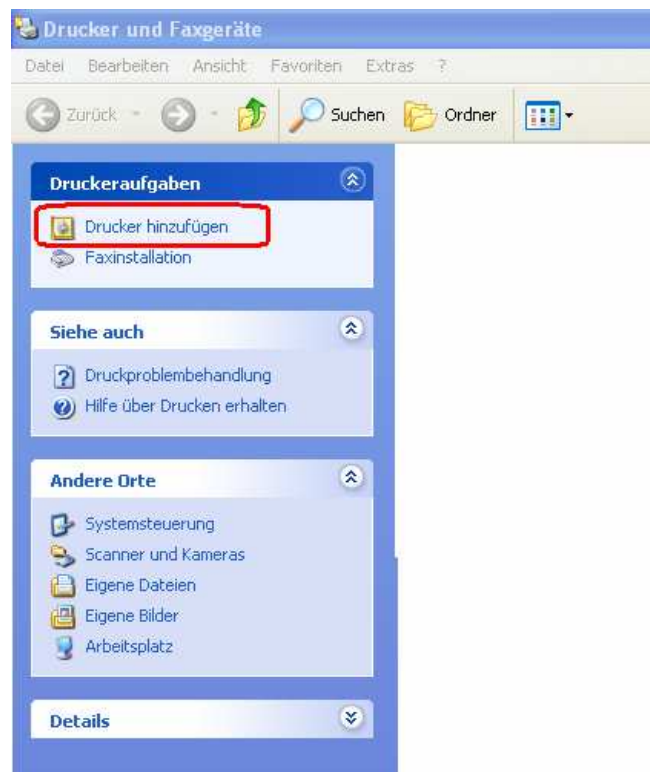 Drucker und Faxgeräte
Datei Bearbeiten Ansicht Favoriten Extras ?
Zurück Suchen Ordner
Druckeraufgaben
Drucker hinzufügen
Faxinstallation
Siehe auch
Druckproblembehandlung
Hilfe über Drucken erhalten
Andere Orte
Systemsteuerung
Scanner und Kameras
Eigene Dateien
Eigene Bilder
Arbeitsplatz
Details